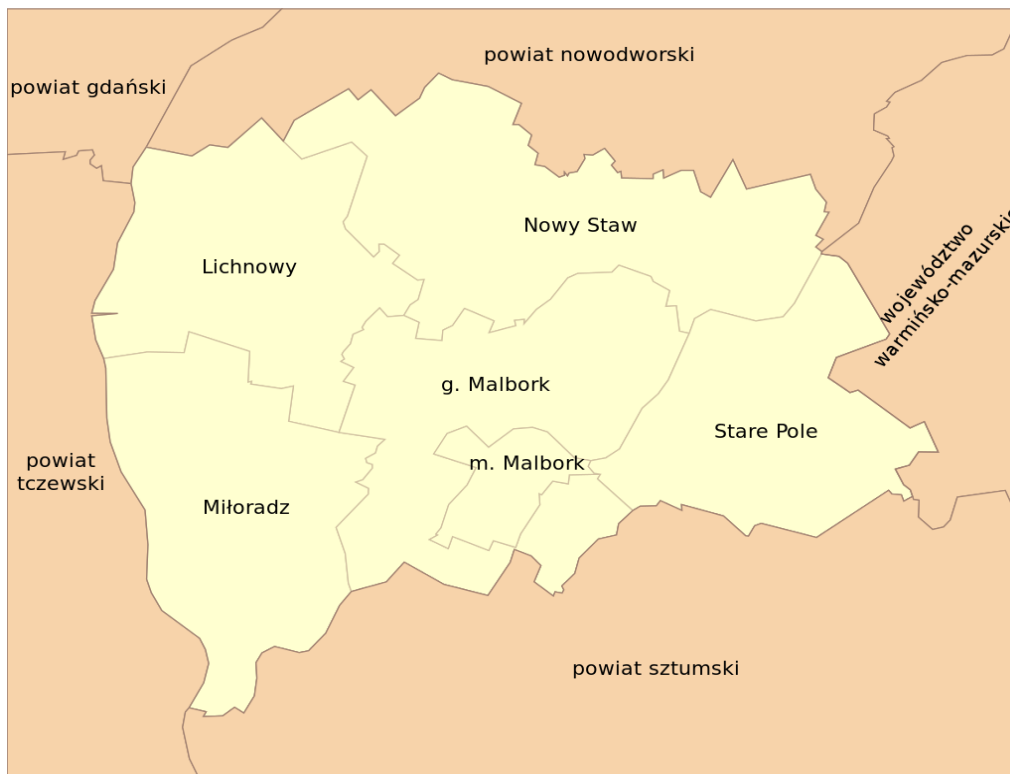 powiat nowodworski
powiat gdański
Nowy Staw
województwo
warmińsko-mazurskie
Lichnowy
g. Malbork
Stare Pole
powiat
tczewski
m. Malbork
Miłoradz
powiat sztumski